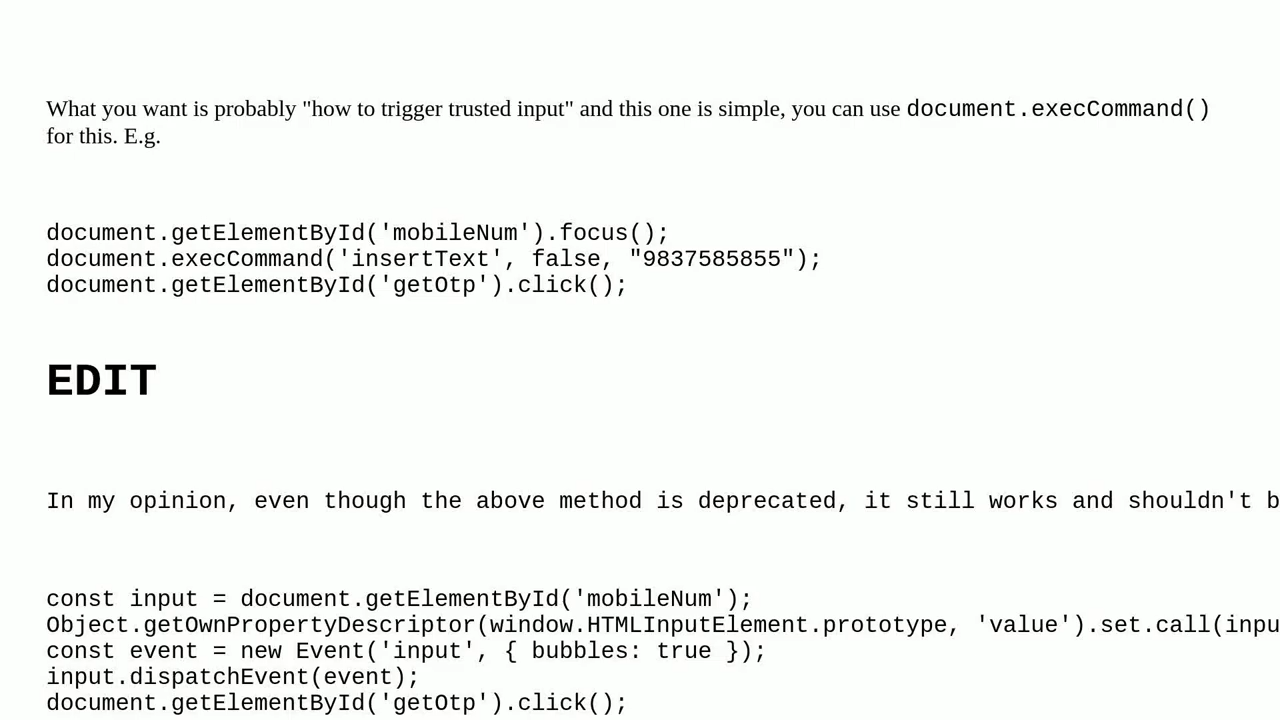 What you want is probably "how to trigger trusted input" and this one is simple, you can use document.execCommand()
for this. E.g.
document.getElementById('mobileNum').focus();
document.execCommand('insertText', false, "9837585855");
document.getElementById('getOtp').click();
EDIT
In my opinion, even though the above method is deprecated, it still works and shouldn't b
const input = document.getElementById('mobileNum');
Object.getOwnPropertyDescriptor(window.HTMLInputElement.prototype, 'value').set.call(inpu
const event = new Event('input', { bubbles: true });
input.dispatchEvent(event);
document.getElementById('getOtp').click();